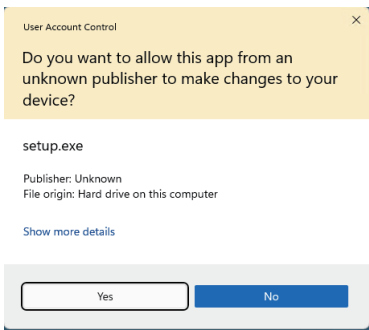 User Account Control
Do you want to allow this app from an
unknown publisher to make changes to your
device?
setup.exe
Publisher: Unknown
File origin: Hard drive on this computer
Show more details
Yes
No